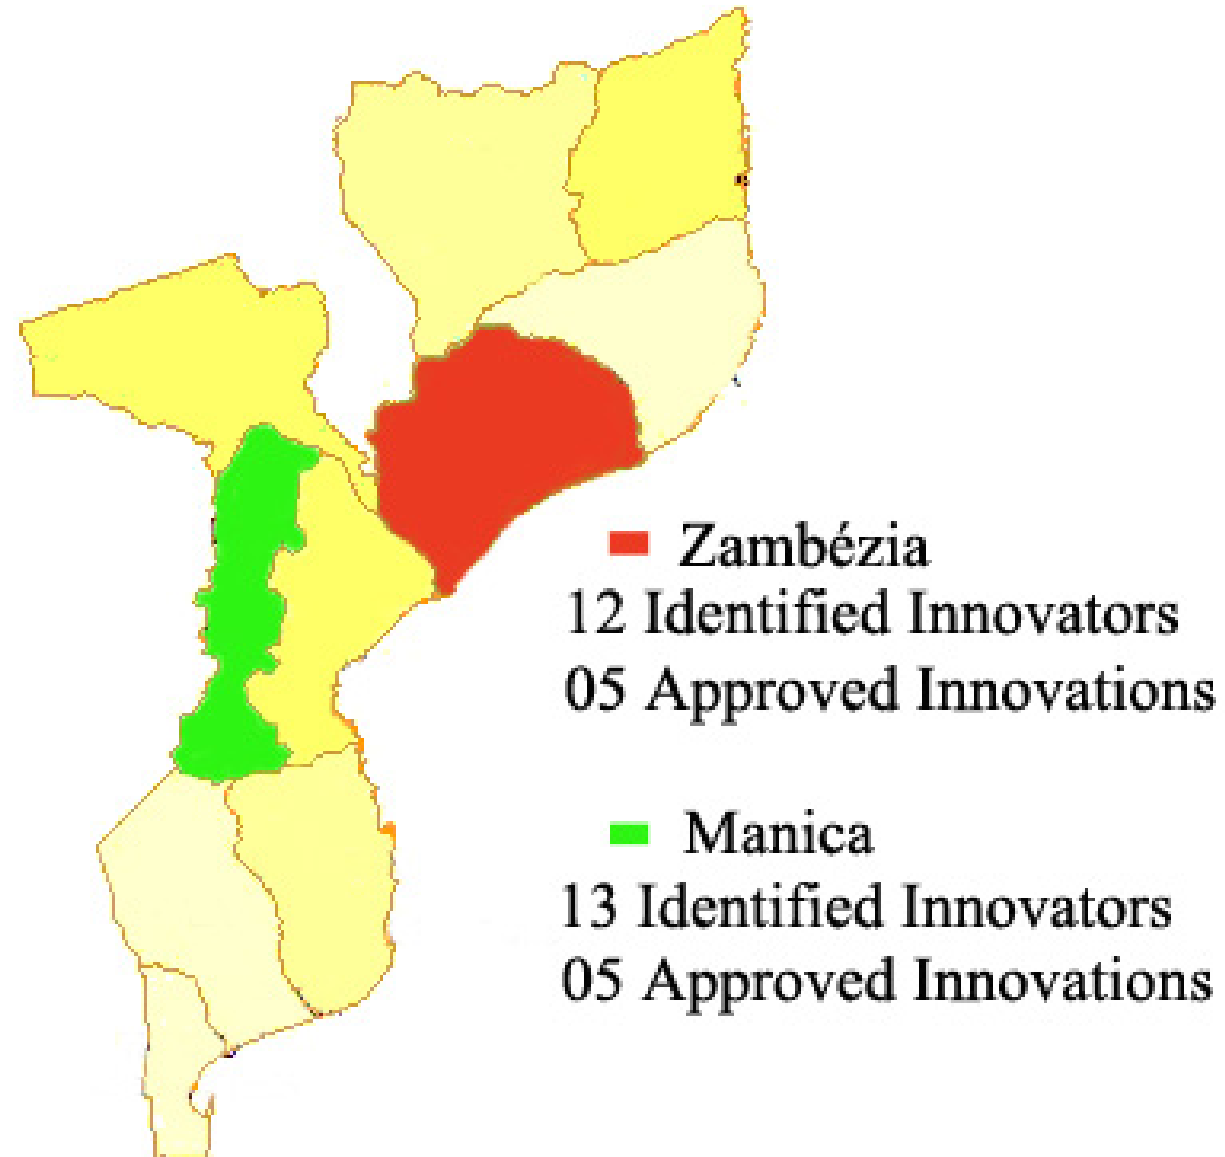 Zambézia
12 Identified Innovators
05 Approved Innovations
Manica
13 Identified Innovators
05 Approved Innovations